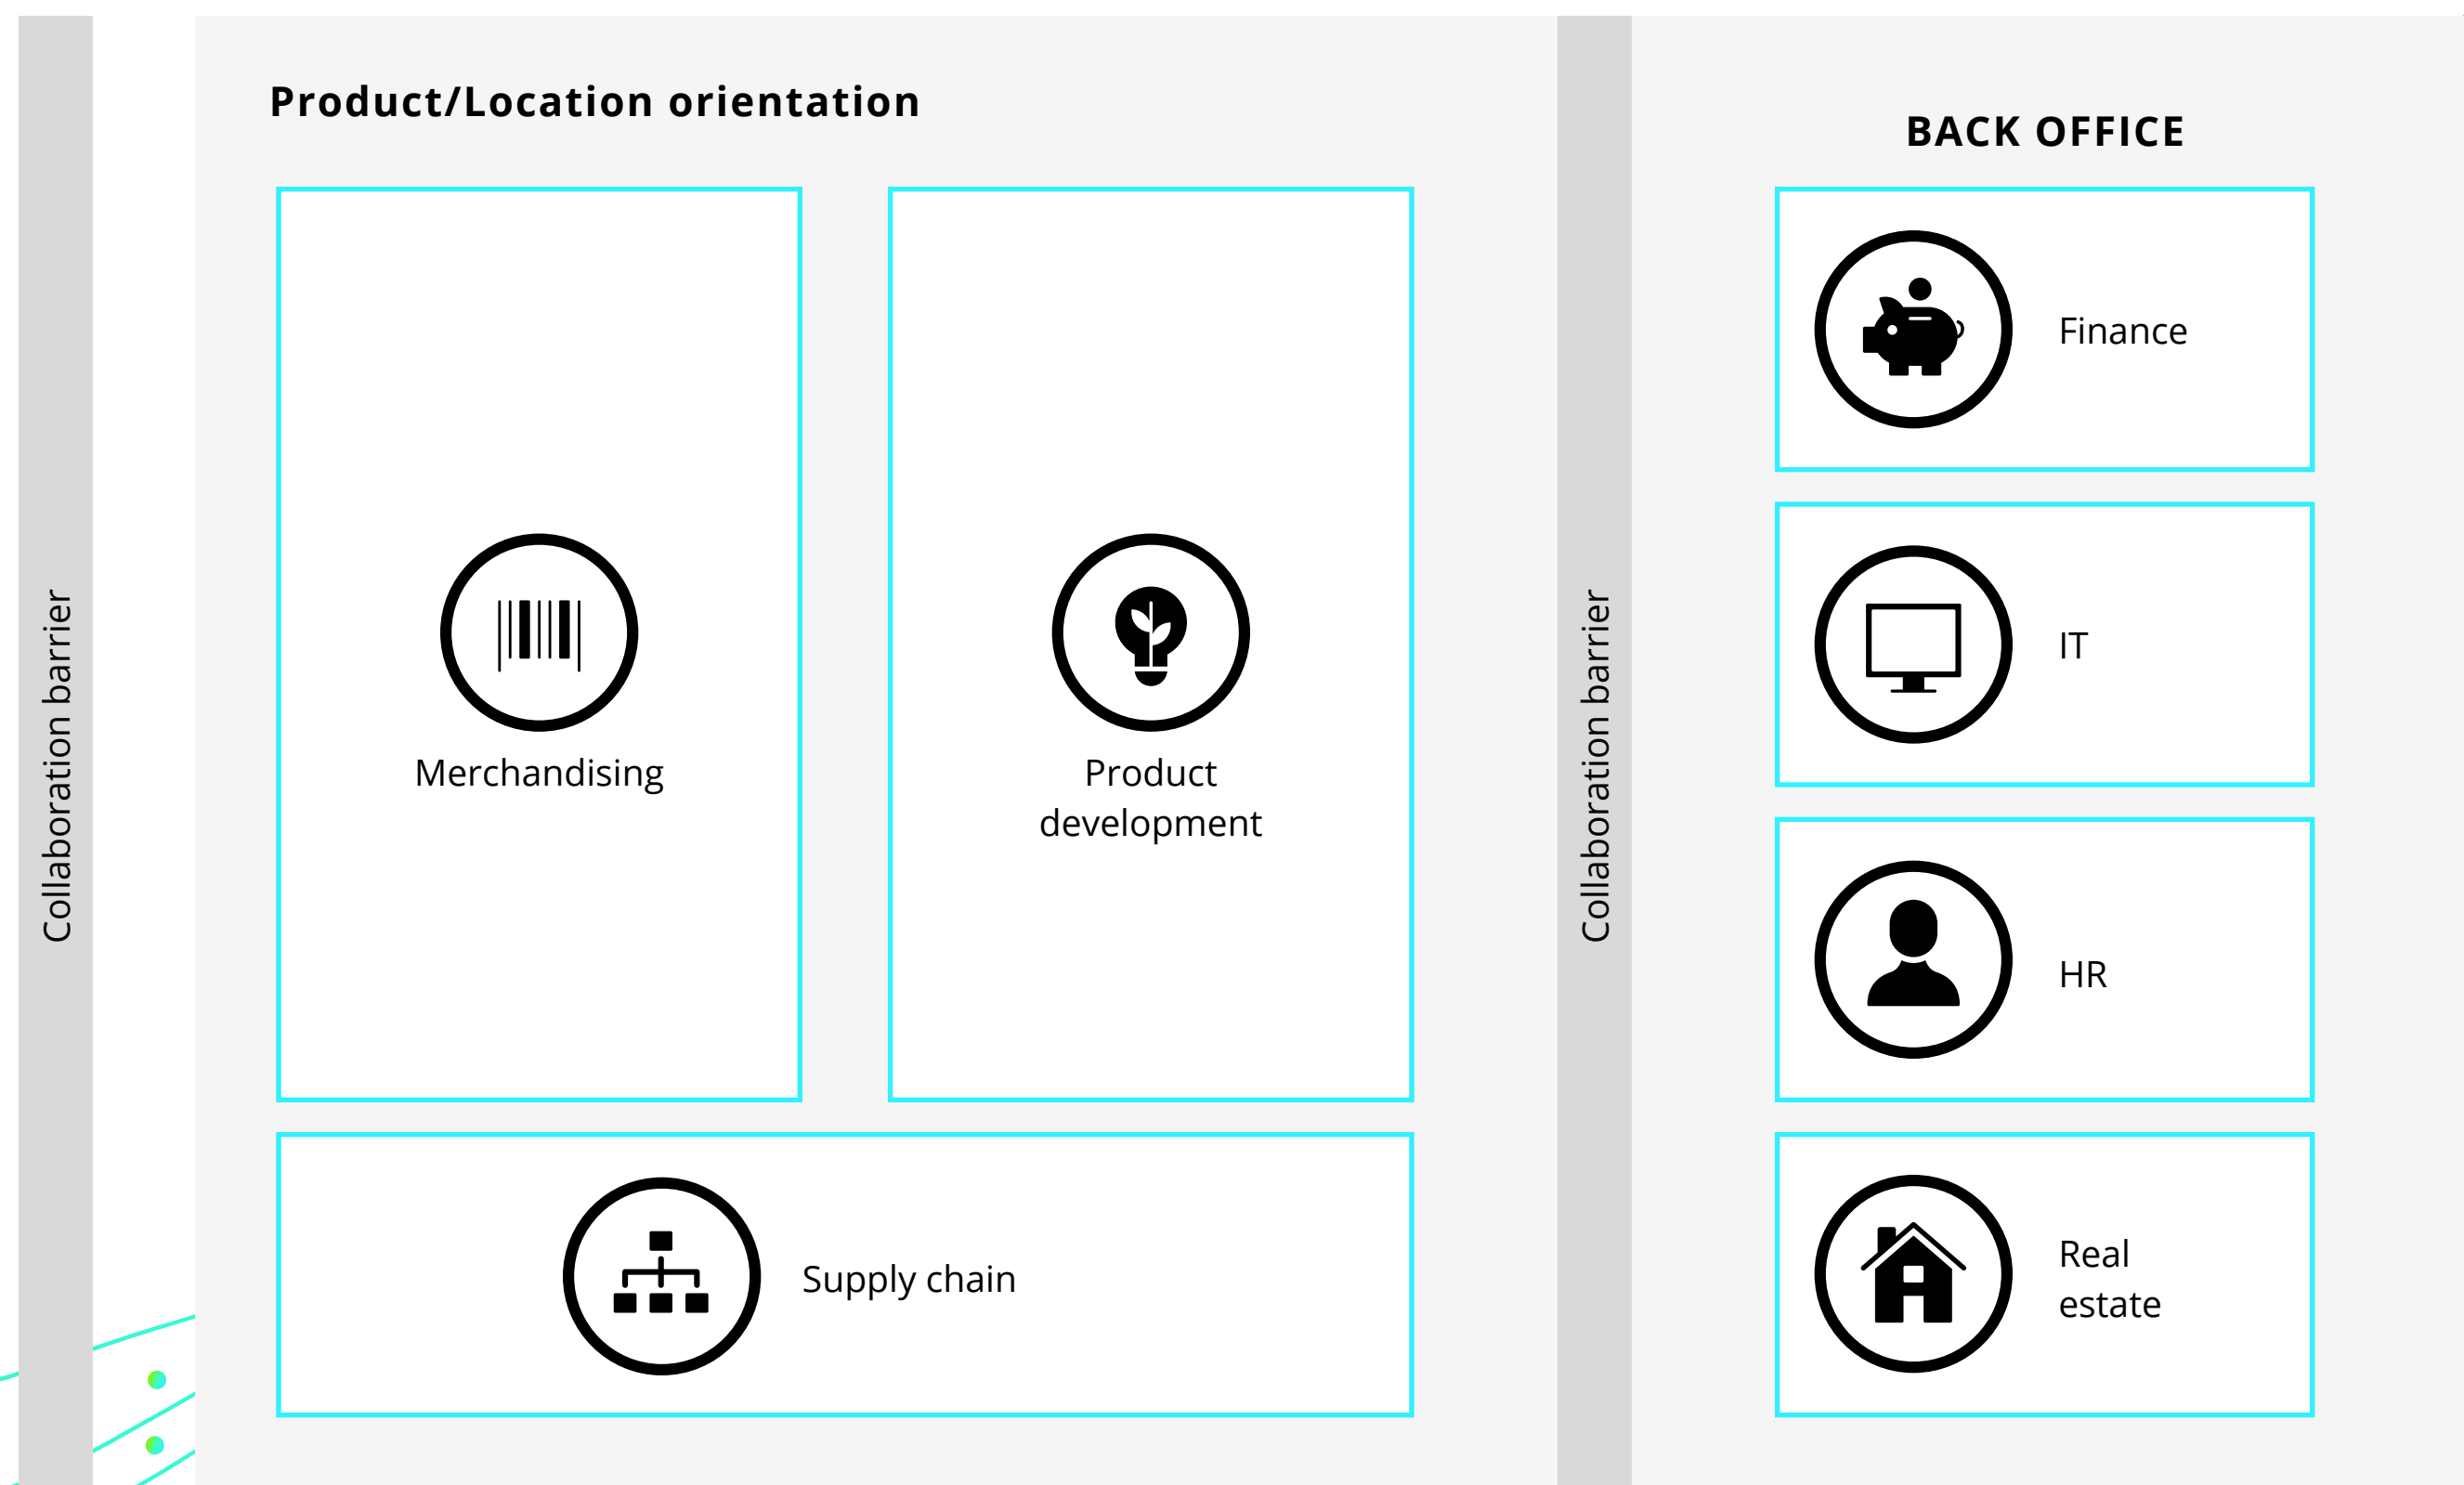 Collaboration barrier
Product/Location orientation
Merchandising
Product
development
Supply chain
Collaboration barrier
BACK OFFICE
Finance
IT
HR
Real
estate